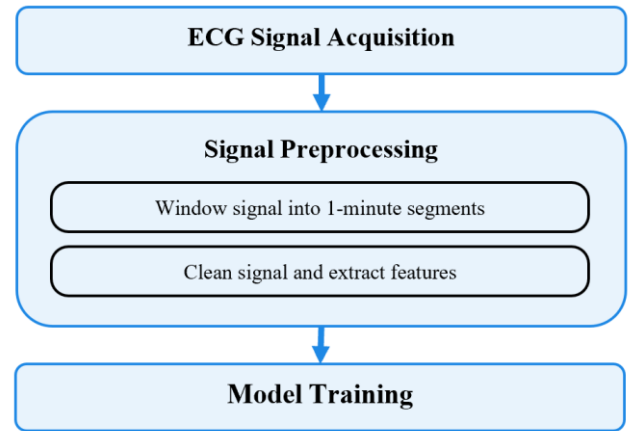 ECG Signal Acquisition
Signal Preprocessing
Window signal into 1-minute segments
Clean signal and extract features
Model Training